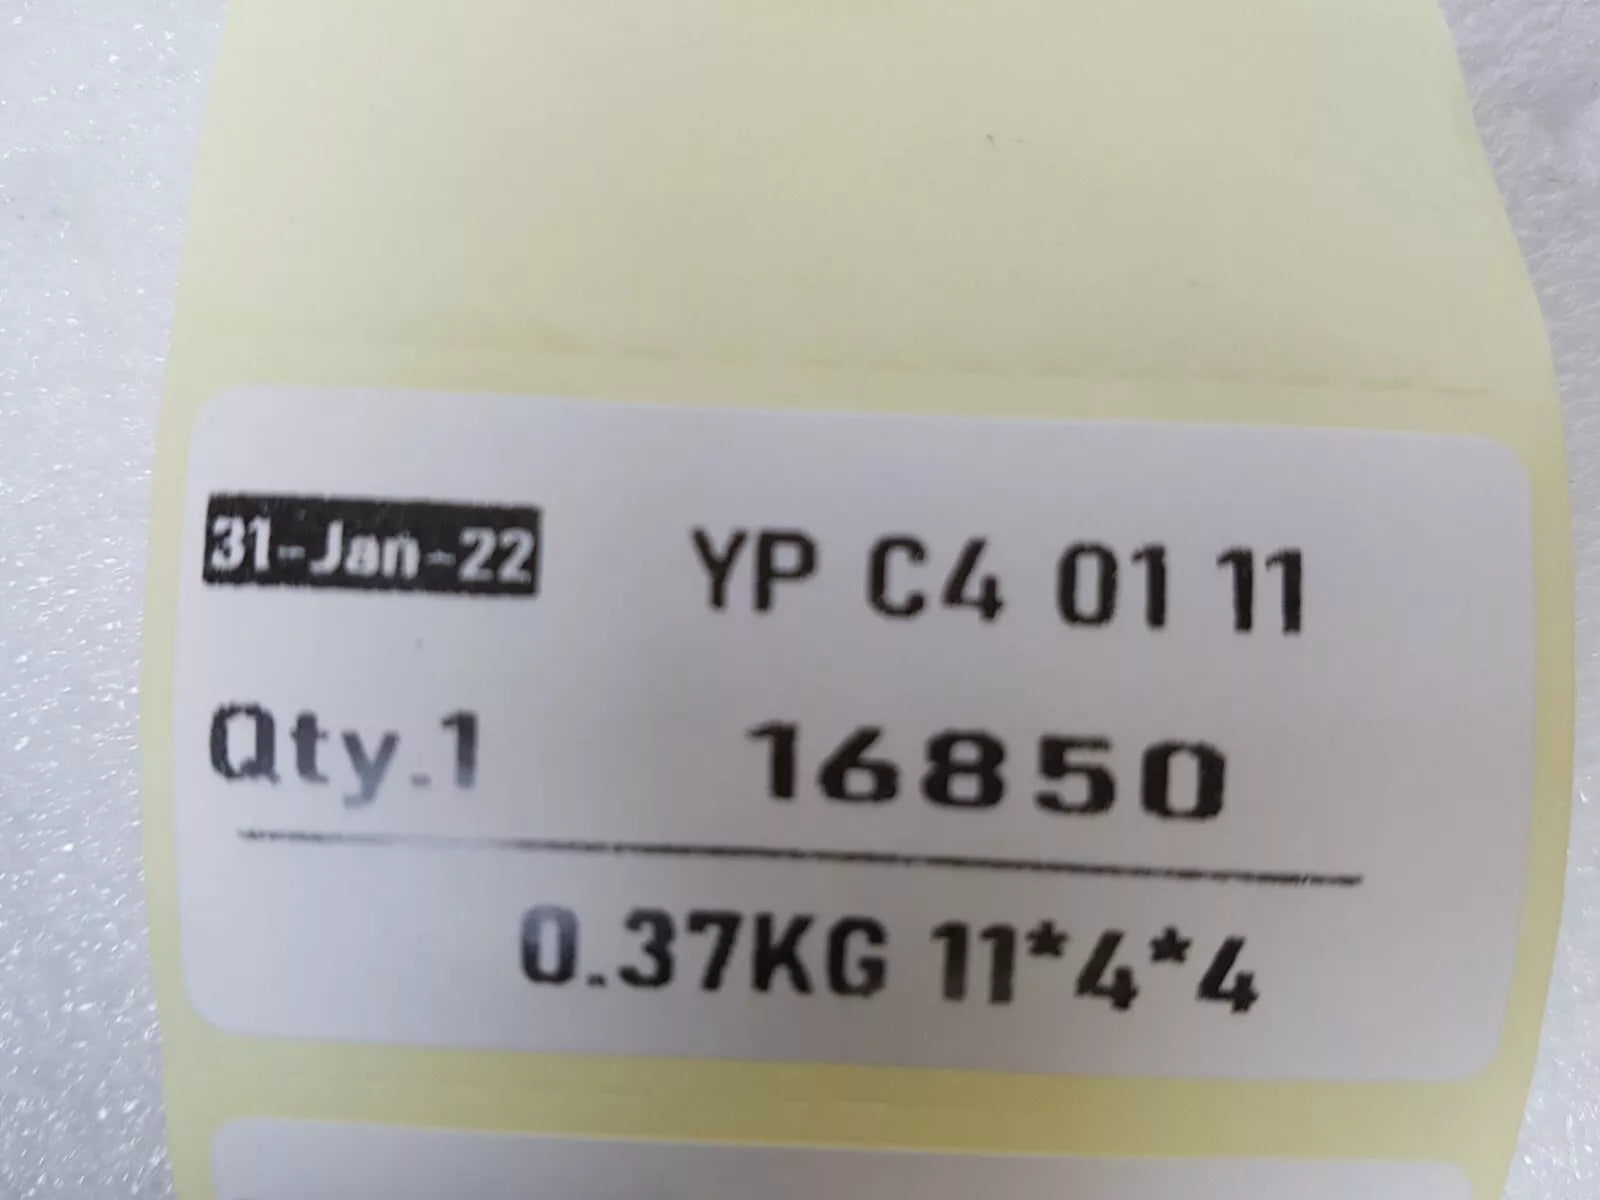 31-Jan-22 YP C4 01 11
Qty.1 16850
0.37KG 11*4*4